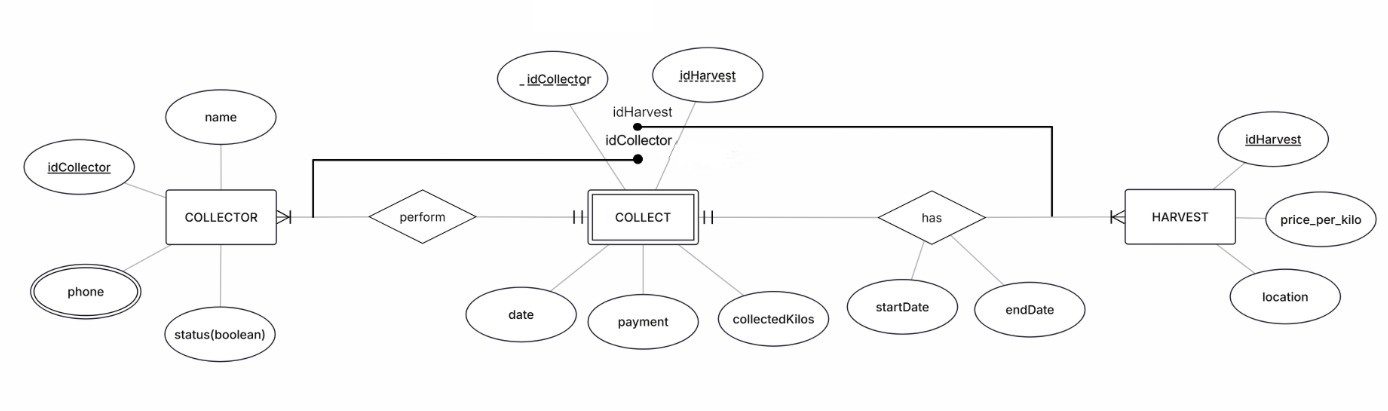 idCollector
idHarvest
idHarvest
idCollector
name
idCollector
idHarvest
COLLECTOR
perform
COLLECT
has
HARVEST
price_per_kilo
phone
date
payment
collectedKilos
startDate
endDate
location
status(boolean)